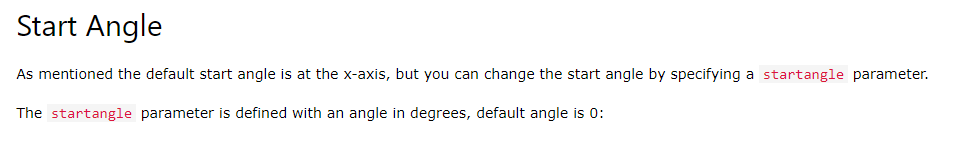 Start Angle
As mentioned the default start angle is at the x-axis, but you can change the start angle by specifying a startangle parameter.
The startangle parameter is defined with an angle in degrees, default angle is 0: